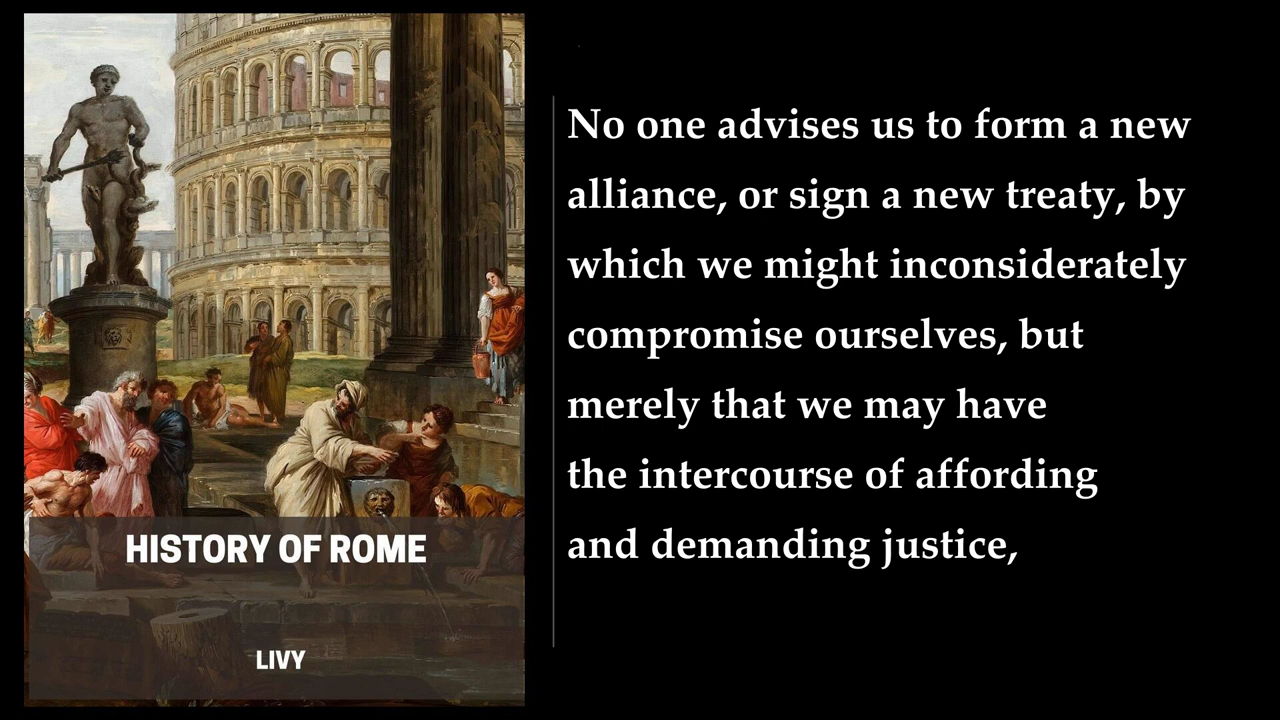 HISTORY OF ROME
LIVY
No one advises us to form a new
alliance, or sign a new treaty, by
which we might inconsiderately
compromise ourselves, but
merely that we may have
the intercourse of affording
and demanding justice,